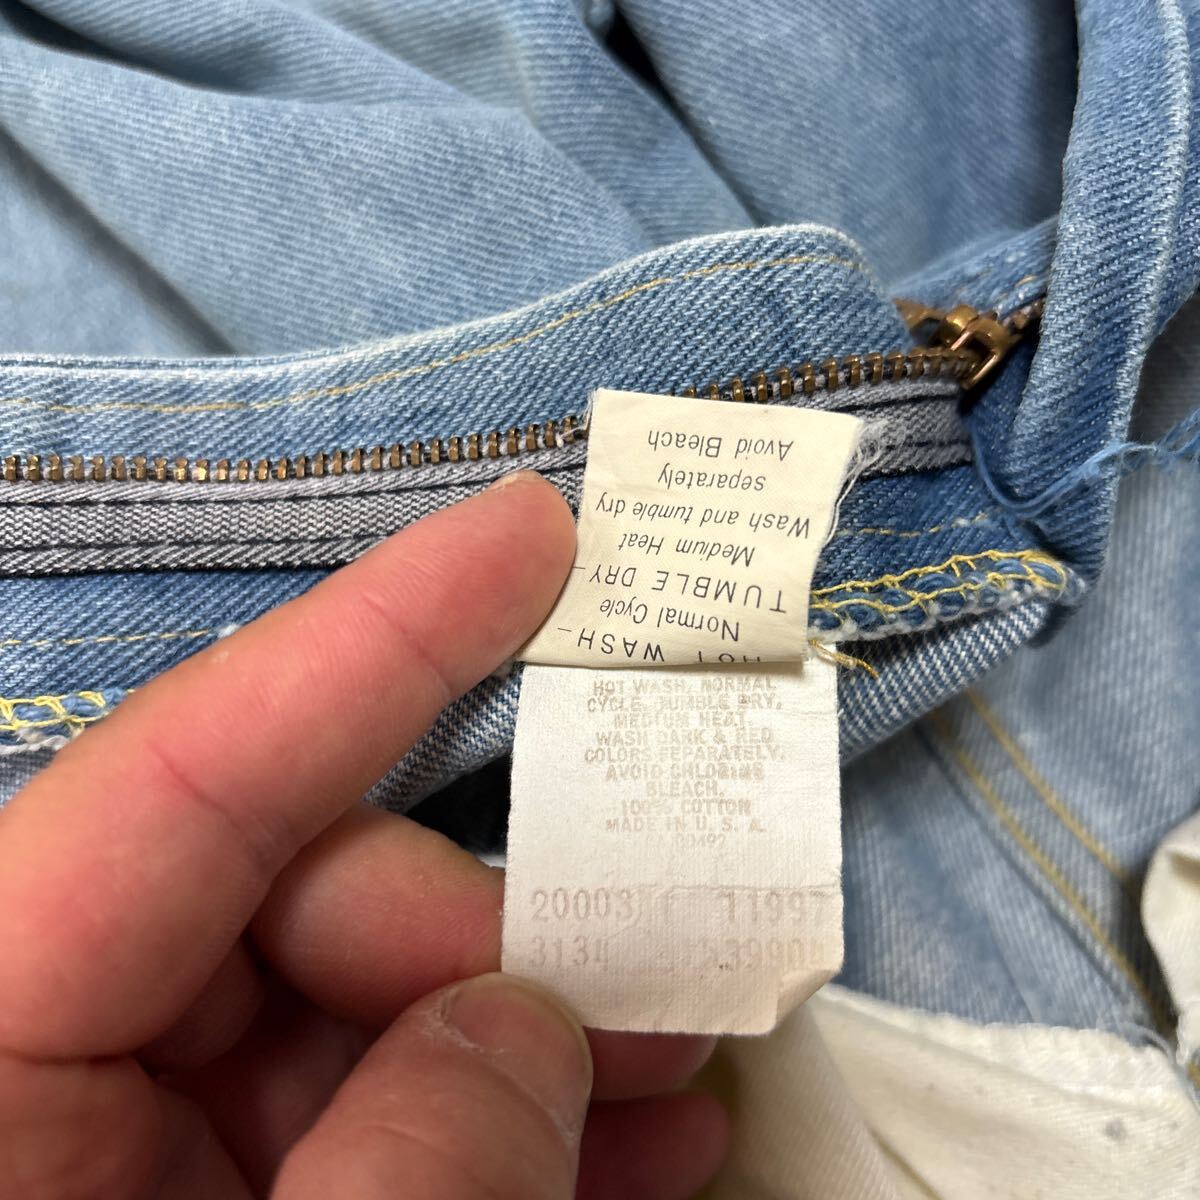 HOT WASH—
Normal Cycle
TUMBLE DRY—
Medium Heat
Wash and tumble dry
separately
Avoid Bleach
HOT WASH, NORMAL
CYCLE, TUMBLE DRY,
MEDIUM HEAT.
WASH DARK & RED
COLORS SEPARATELY.
AVOID CHLORINE
BLEACH.
100% COTTON
MADE IN U. S. A.
20003 11997
3134